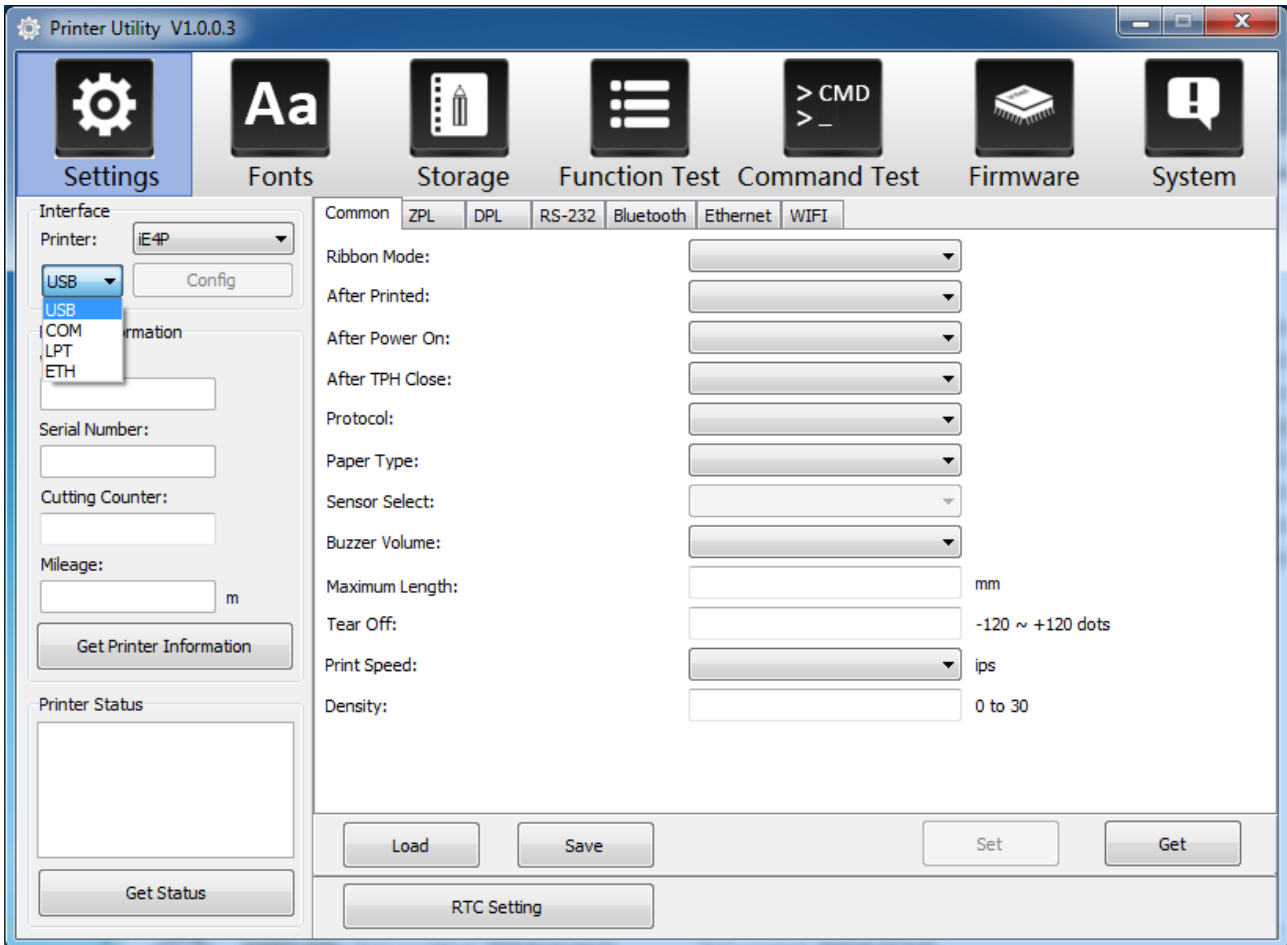 Printer Utility V1.0.0.3
Aa
> CMD
> _
Settings
Fonts
Storage
Function Test
Command Test
Firmware
System
Interface
Printer:
iE4P
USB
Config
USB
COM
LPT
ETH
rmation
Serial Number:
Cutting Counter:
Mileage:
m
Get Printer Information
Printer Status
Get Status
Common
ZPL
DPL
RS-232
Bluetooth
Ethernet
WIFI
Ribbon Mode:
After Printed:
After Power On:
After TPH Close:
Protocol:
Paper Type:
Sensor Select:
Buzzer Volume:
Maximum Length:
mm
Tear Off:
-120 ~ +120 dots
Print Speed:
ips
Density:
0 to 30
Load
Save
Set
Get
RTC Setting